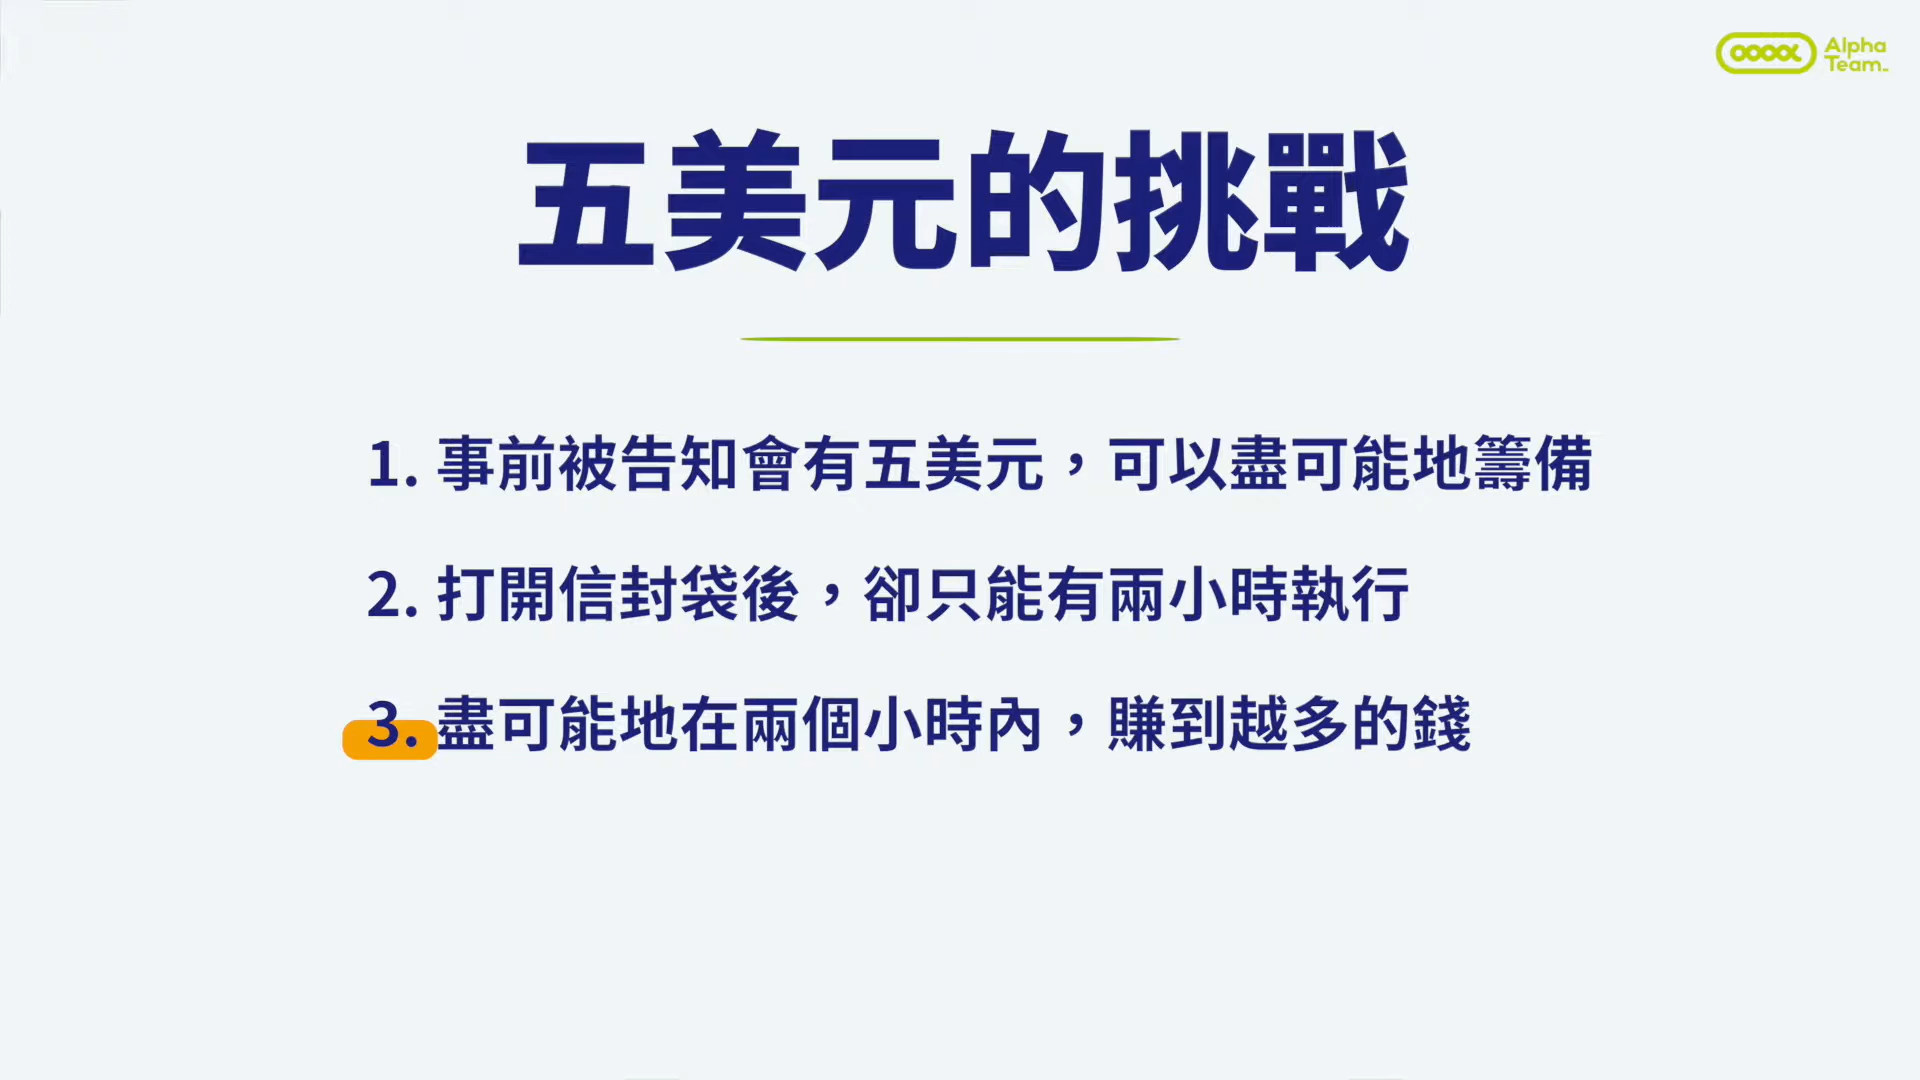 Alpha
Team
五美元的挑戰
1. 事前被告知會有五美元，可以盡可能地籌備
2. 打開信封袋後，卻只能有兩小時執行
3. 盡可能地在兩個小時內，賺到越多的錢